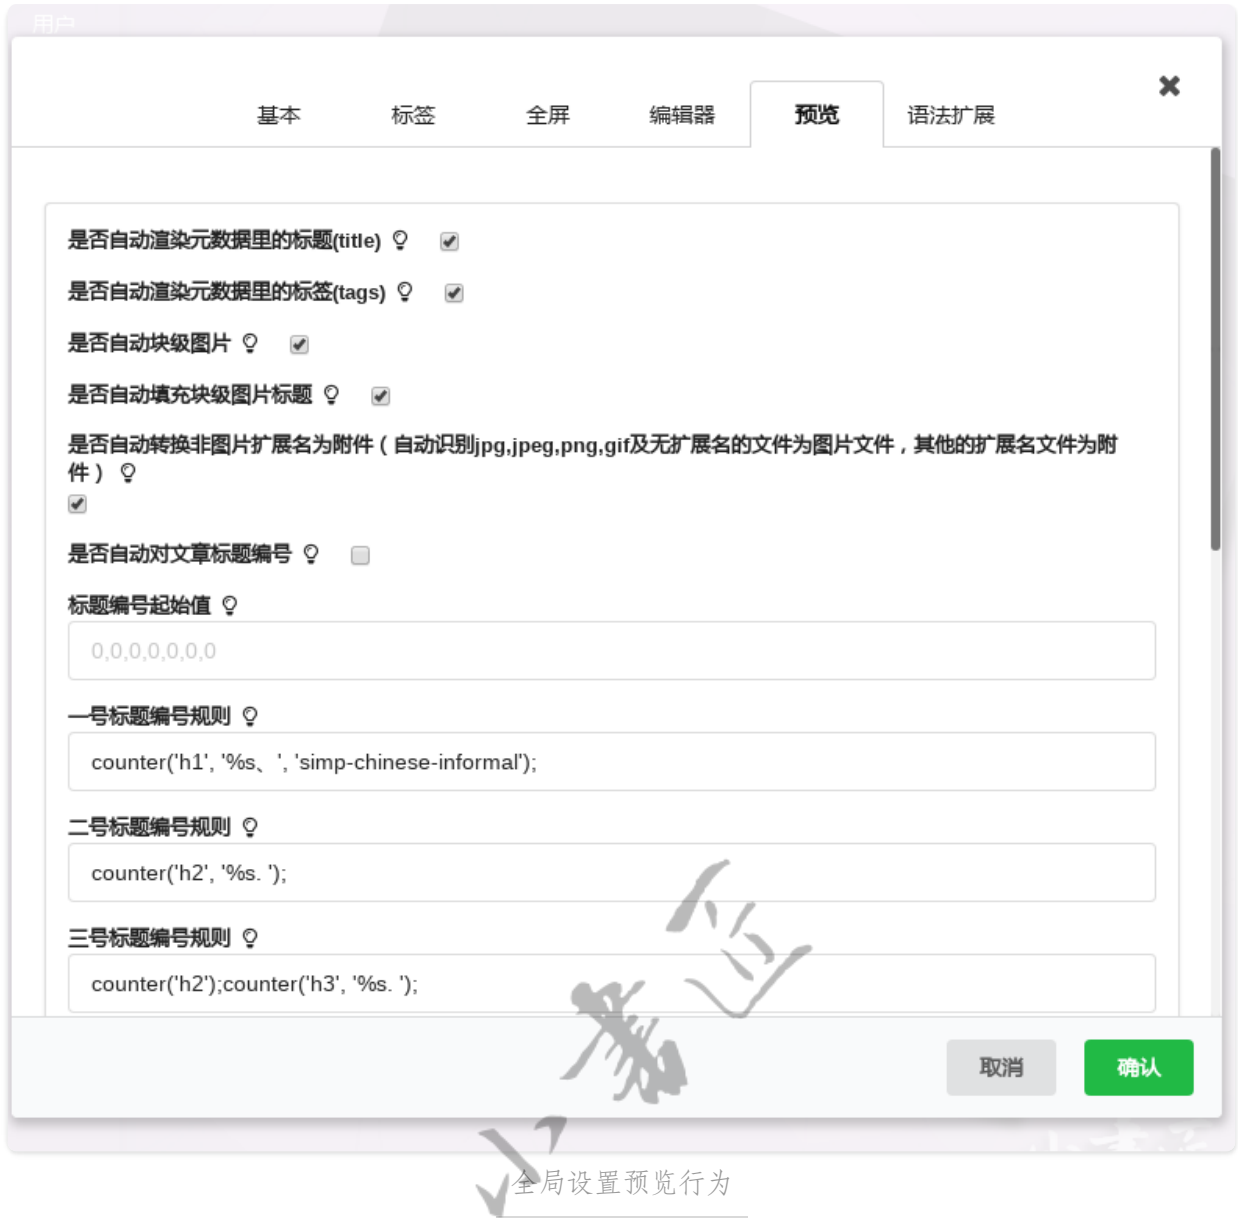 用户
基本 标签 全屏 编辑器 预览 语法扩展
是否自动渲染元数据里的标题(title)
是否自动渲染元数据里的标签(tags)
是否自动块级图片
是否自动填充块级图片标题
是否自动转换非图片扩展名为附件（自动识别jpg,jpeg,png,gif及无扩展名的文件为图片文件，其他的扩展名文件为附
件）
是否自动对文章标题编号
标题编号起始值
0,0,0,0,0,0,0
一号标题编号规则
counter('h1', '%s、', 'simp-chinese-informal');
二号标题编号规则
counter('h2', '%s. ');
三号标题编号规则
counter('h2');counter('h3', '%s. ');
取消 确认
全局设置预览行为